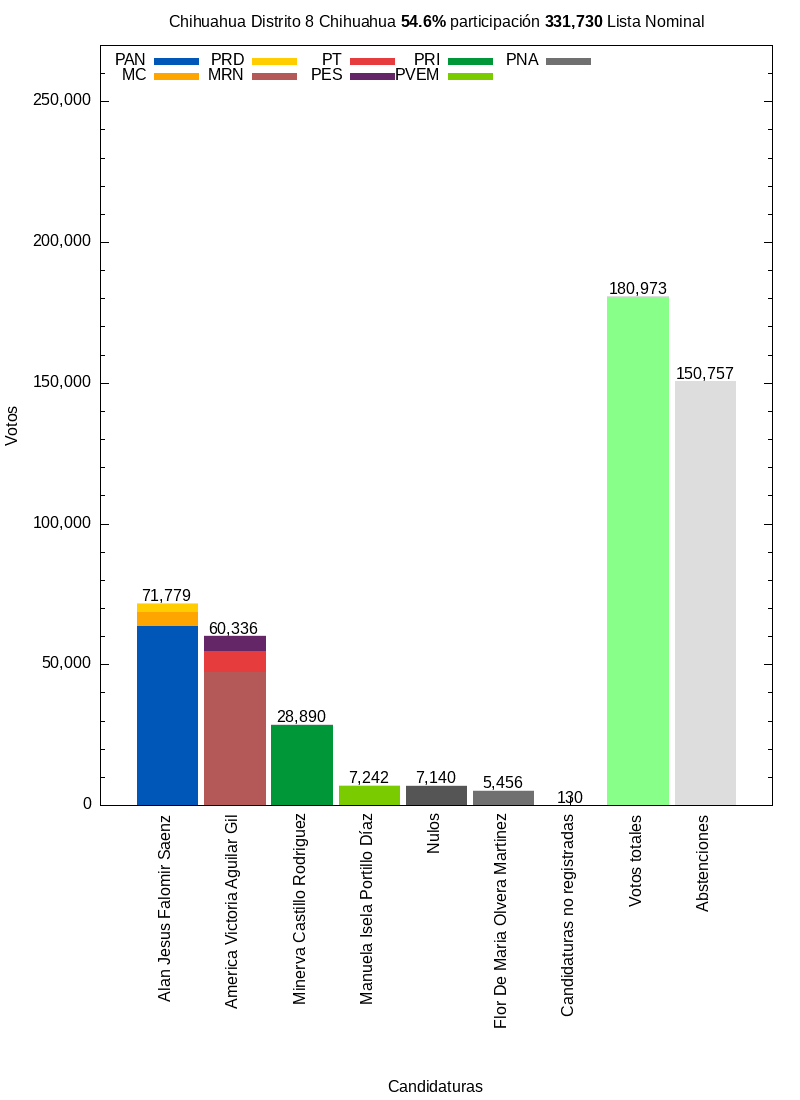 Chihuahua Distrito 8 Chihuahua 54.6% participación 331,730 Lista Nominal
PAN PRD PT PRI PNA
MC MRN PES PVEM
250,000
200,000
150,000
100,000
50,000
0
Votos
71,779
60,336
28,890
7,242
7,140
5,456
130
180,973
150,757
Alan Jesus Falomir Saenz
America Victoria Aguilar Gil
Minerva Castillo Rodriguez
Manuela Isela Portillo Díaz
Nulos
Flor De Maria Olvera Martinez
Candidaturas no registradas
Votos totales
Abstenciones
Candidaturas